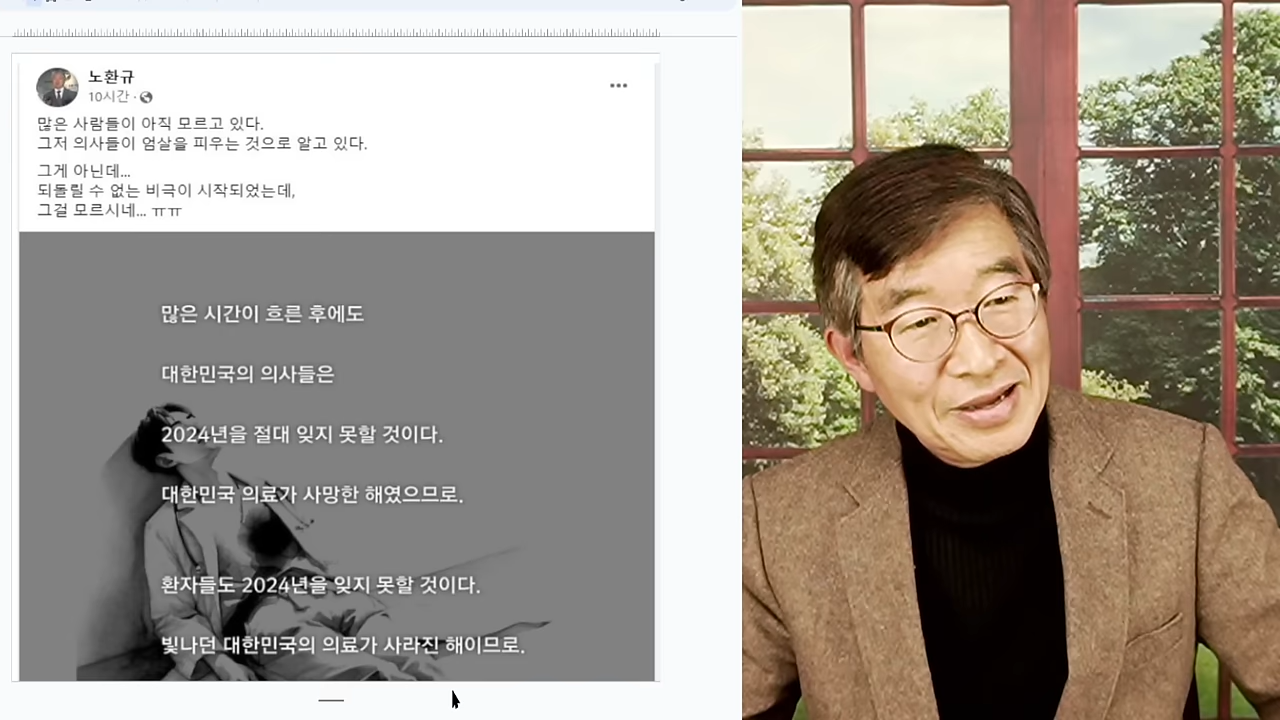 노환규
10시간 ·
많은 사람들이 아직 모르고 있다.
그저 의사들이 엄살을 피우는 것으로 알고 있다.
그게 아닌데...
되돌릴 수 없는 비극이 시작되었는데,
그걸 모르시네... ㅠㅠ
많은 시간이 흐른 후에도
대한민국의 의사들은
2024년을 절대 잊지 못할 것이다.
대한민국 의료가 사망한 해였으므로.
환자들도 2024년을 잊지 못할 것이다.
빛나던 대한민국의 의료가 사라진 해이므로.